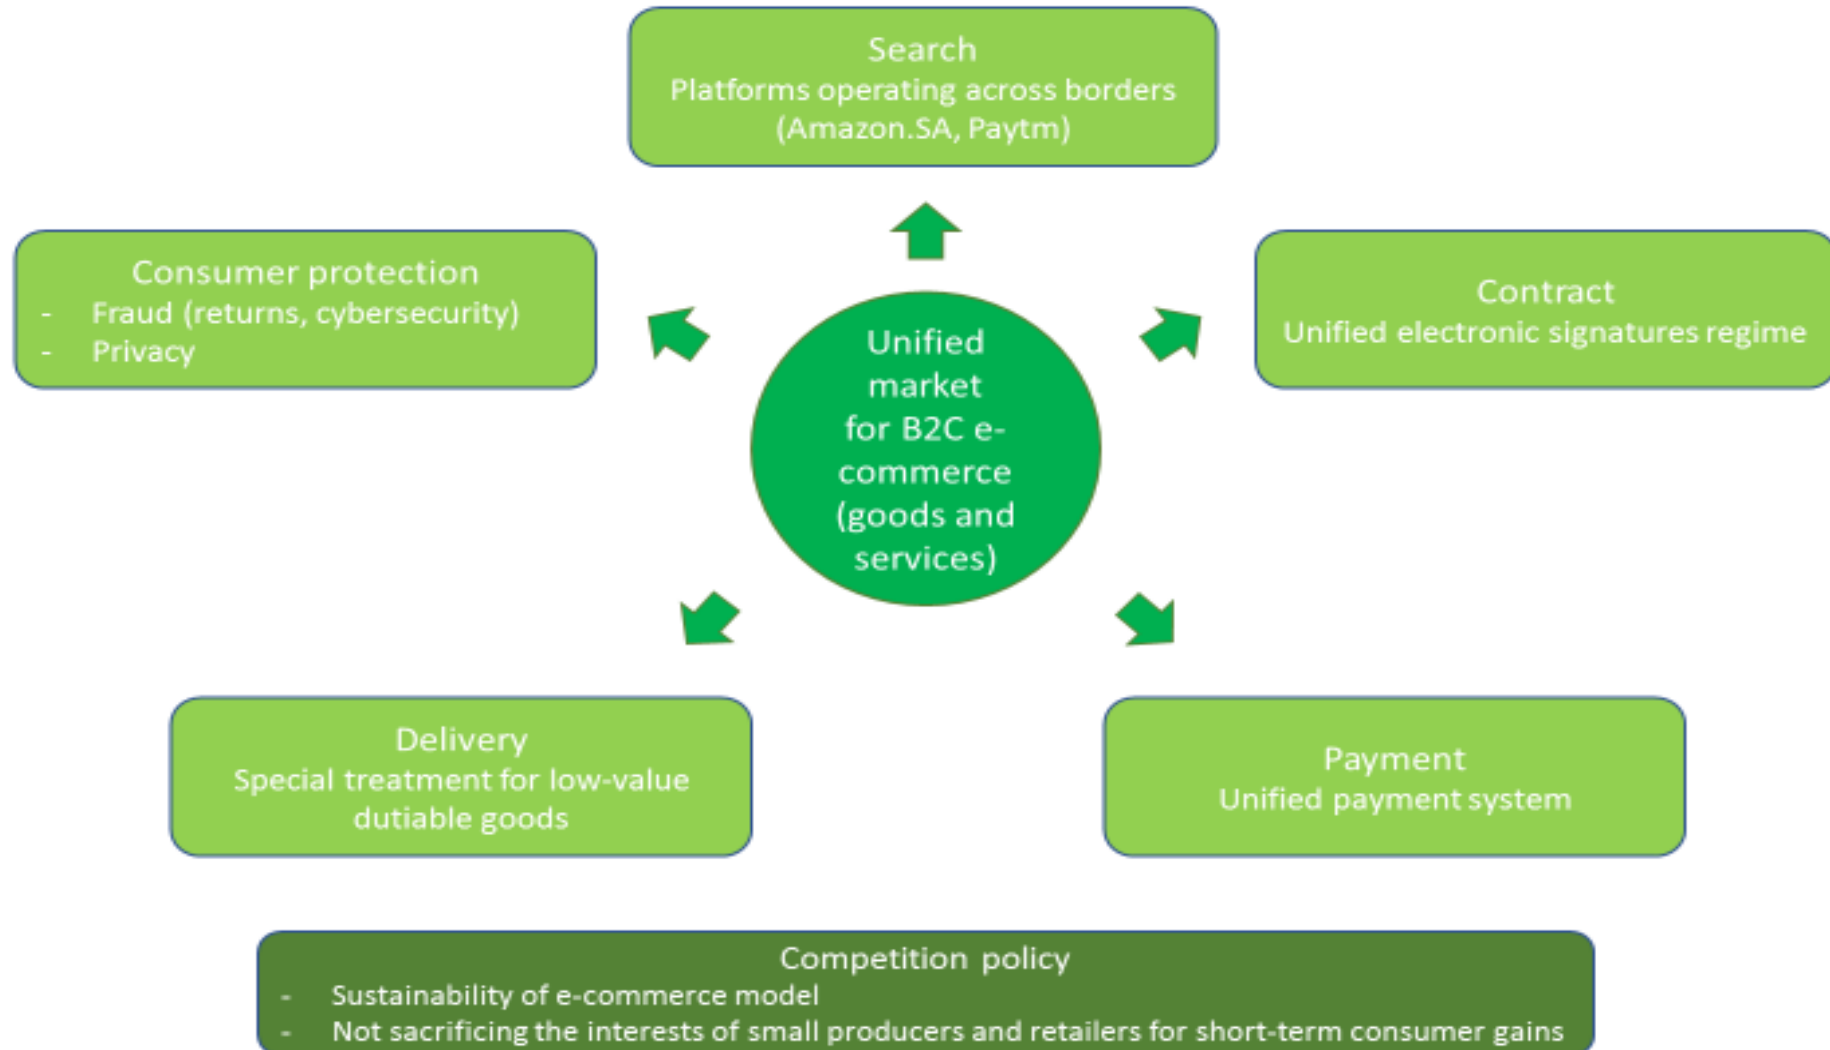 Search
Platforms operating across borders
(Amazon.SA, Paytm)
Consumer protection
- Fraud (returns, cybersecurity)
- Privacy
Contract
Unified electronic signatures regime
Unified
market
for B2C e-
commerce
(goods and
services)
Delivery
Special treatment for low-value
dutiable goods
Payment
Unified payment system
Competition policy
- Sustainability of e-commerce model
- Not sacrificing the interests of small producers and retailers for short-term consumer gains